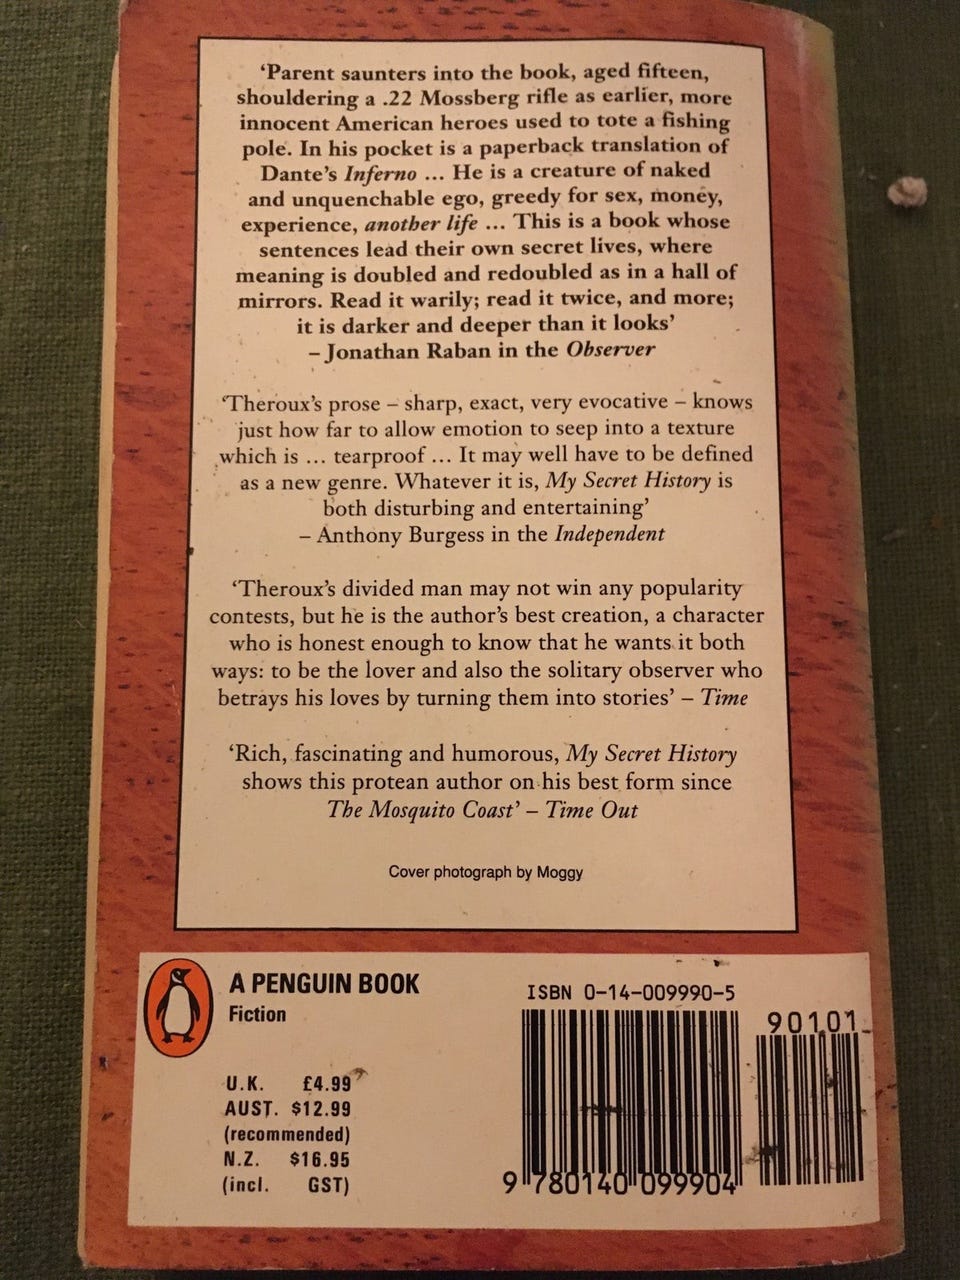 ‘Parent saunters into the book, aged fifteen,
shouldering a .22 Mossberg rifle as earlier, more
innocent American heroes used to tote a fishing
pole. In his pocket is a paperback translation of
Dante’s Inferno ... He is a creature of naked
and unquenchable ego, greedy for sex, money,
experience, another life ... This is a book whose
sentences lead their own secret lives, where
meaning is doubled and redoubled as in a hall of
mirrors. Read it warily; read it twice, and more;
it is darker and deeper than it looks’
– Jonathan Raban in the Observer
‘Theroux’s prose – sharp, exact, very evocative – knows
just how far to allow emotion to seep into a texture
which is ... tearproof ... It may well have to be defined
as a new genre. Whatever it is, My Secret History is
both disturbing and entertaining’
– Anthony Burgess in the Independent
‘Theroux’s divided man may not win any popularity
contests, but he is the author’s best creation, a character
who is honest enough to know that he wants it both
ways: to be the lover and also the solitary observer who
betrays his loves by turning them into stories’ – Time
‘Rich, fascinating and humorous, My Secret History
shows this protean author on his best form since
The Mosquito Coast’ – Time Out
Cover photograph by Moggy
A PENGUIN BOOK
Fiction
U.K. £4.99
AUST. $12.99
(recommended)
N.Z. $16.95
(incl. GST)
ISBN 0-14-009990-5
90101
9 780140 099904